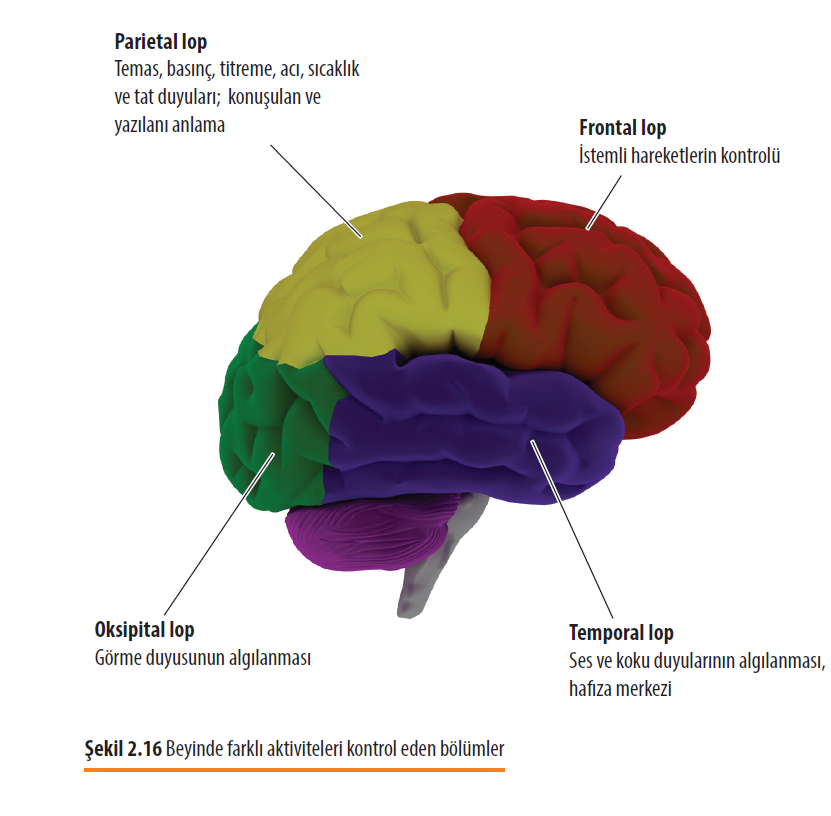 Parietal lop
Temas, basınç, titreme, acı, sıcaklık
ve tat duyuları; konuşulan ve
yazılanı anlama
Frontal lop
İstemli hareketlerin kontrolü
Oksipital lop
Görme duyusunun algılanması
Temporal lop
Ses ve koku duyularının algılanması,
hafıza merkezi
Şekil 2.16 Beyinde farklı aktiviteleri kontrol eden bölümler